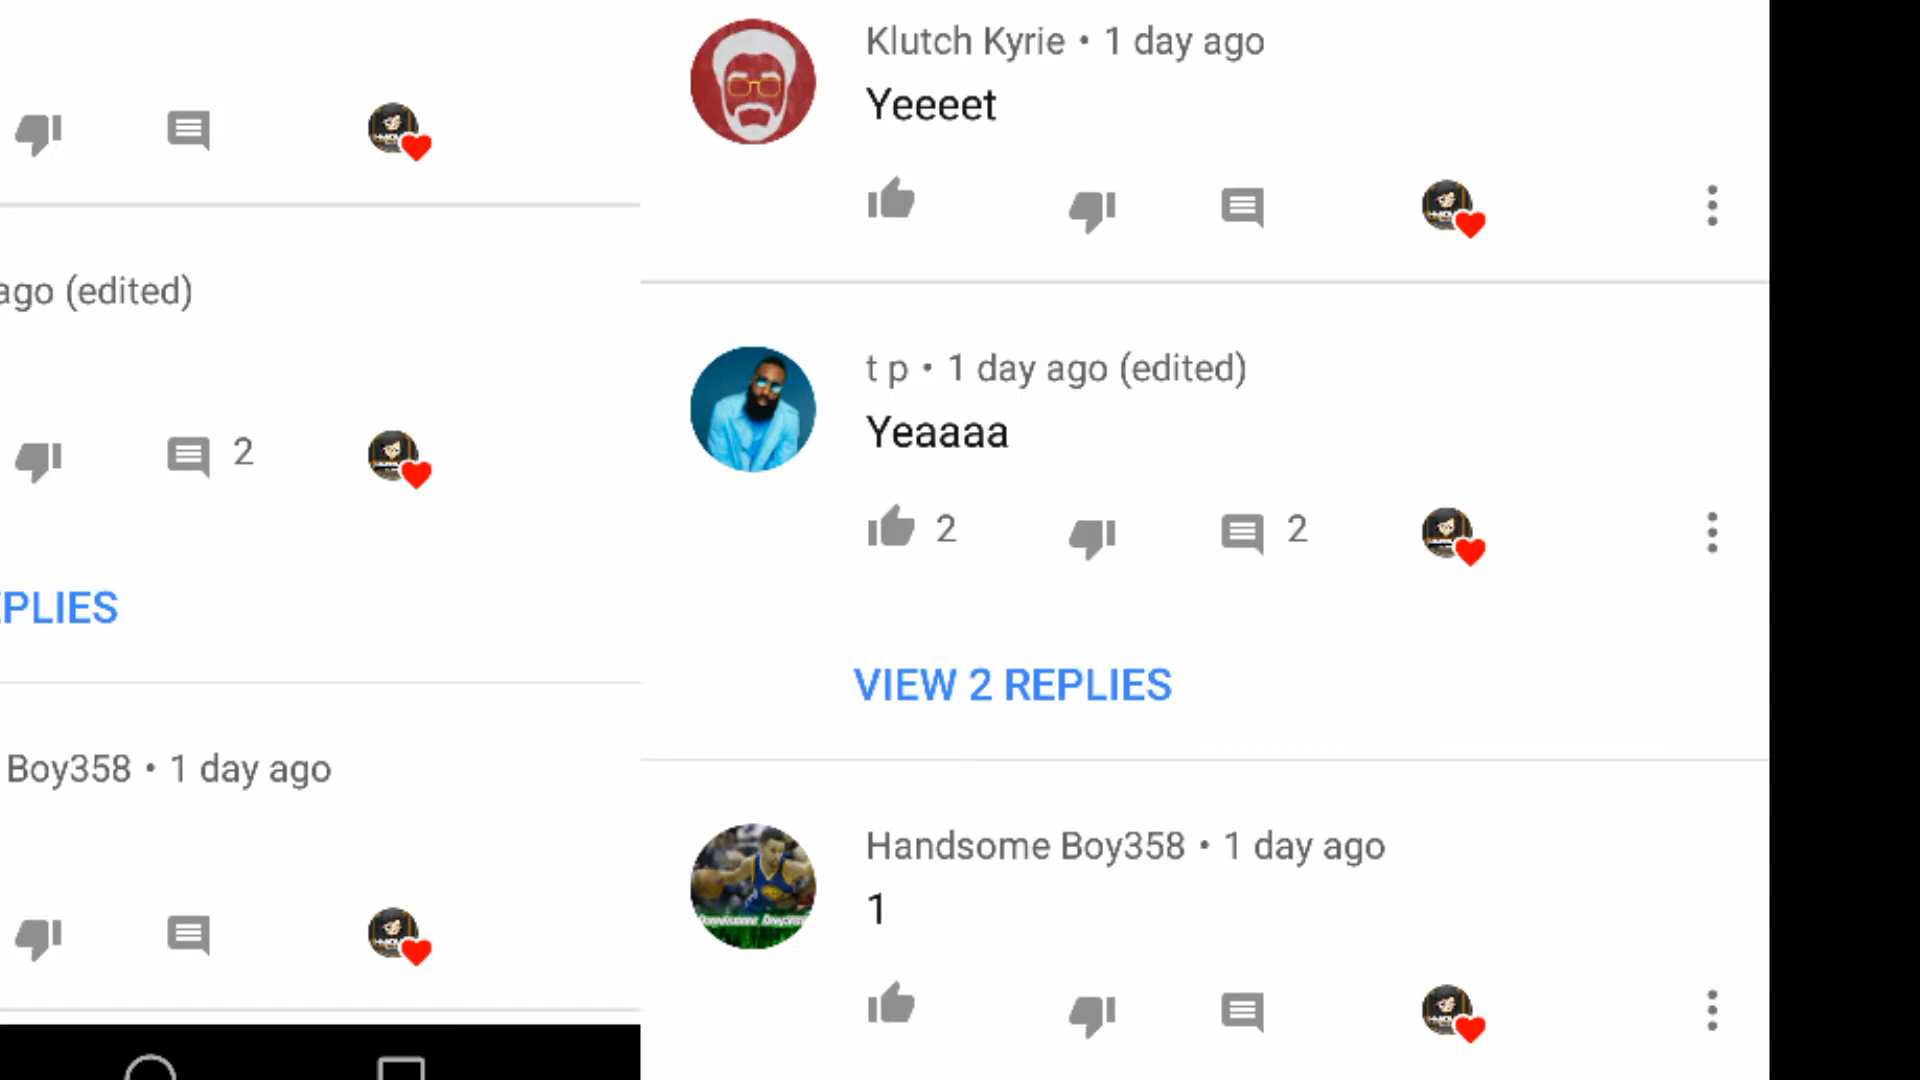 ago (edited)
2
EPLIES
Boy358 • 1 day ago
Klutch Kyrie • 1 day ago
Yeeeet
t p • 1 day ago (edited)
Yeaaaa
2 2
VIEW 2 REPLIES
Handsome Boy358 • 1 day ago
1